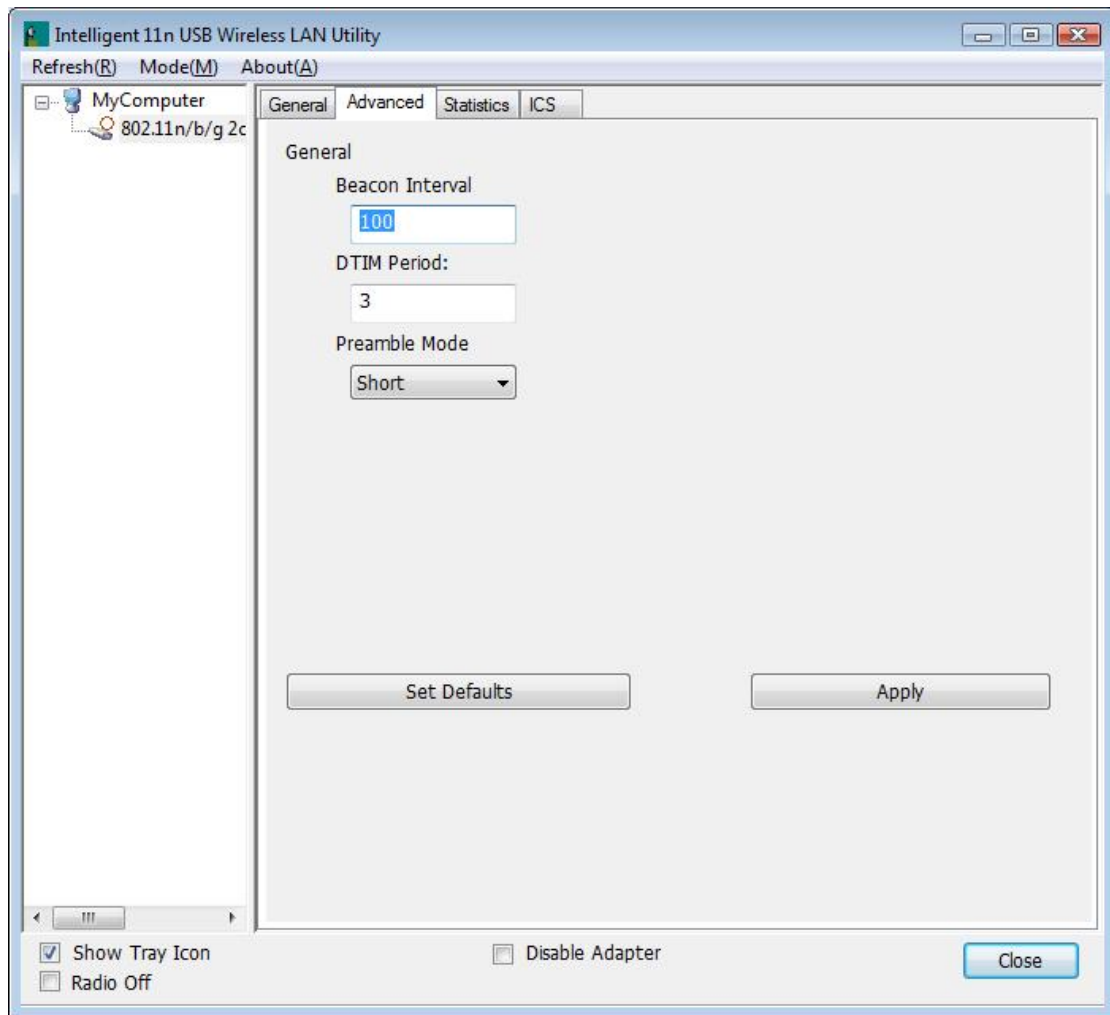 Intelligent 11n USB Wireless LAN Utility
Refresh(R) Mode(M) About(A)
MyComputer
802.11n/b/g 2c
General Advanced Statistics ICS
General
Beacon Interval
100
DTIM Period:
3
Preamble Mode
Short
Set Defaults Apply
Show Tray Icon
Radio Off
Disable Adapter
Close